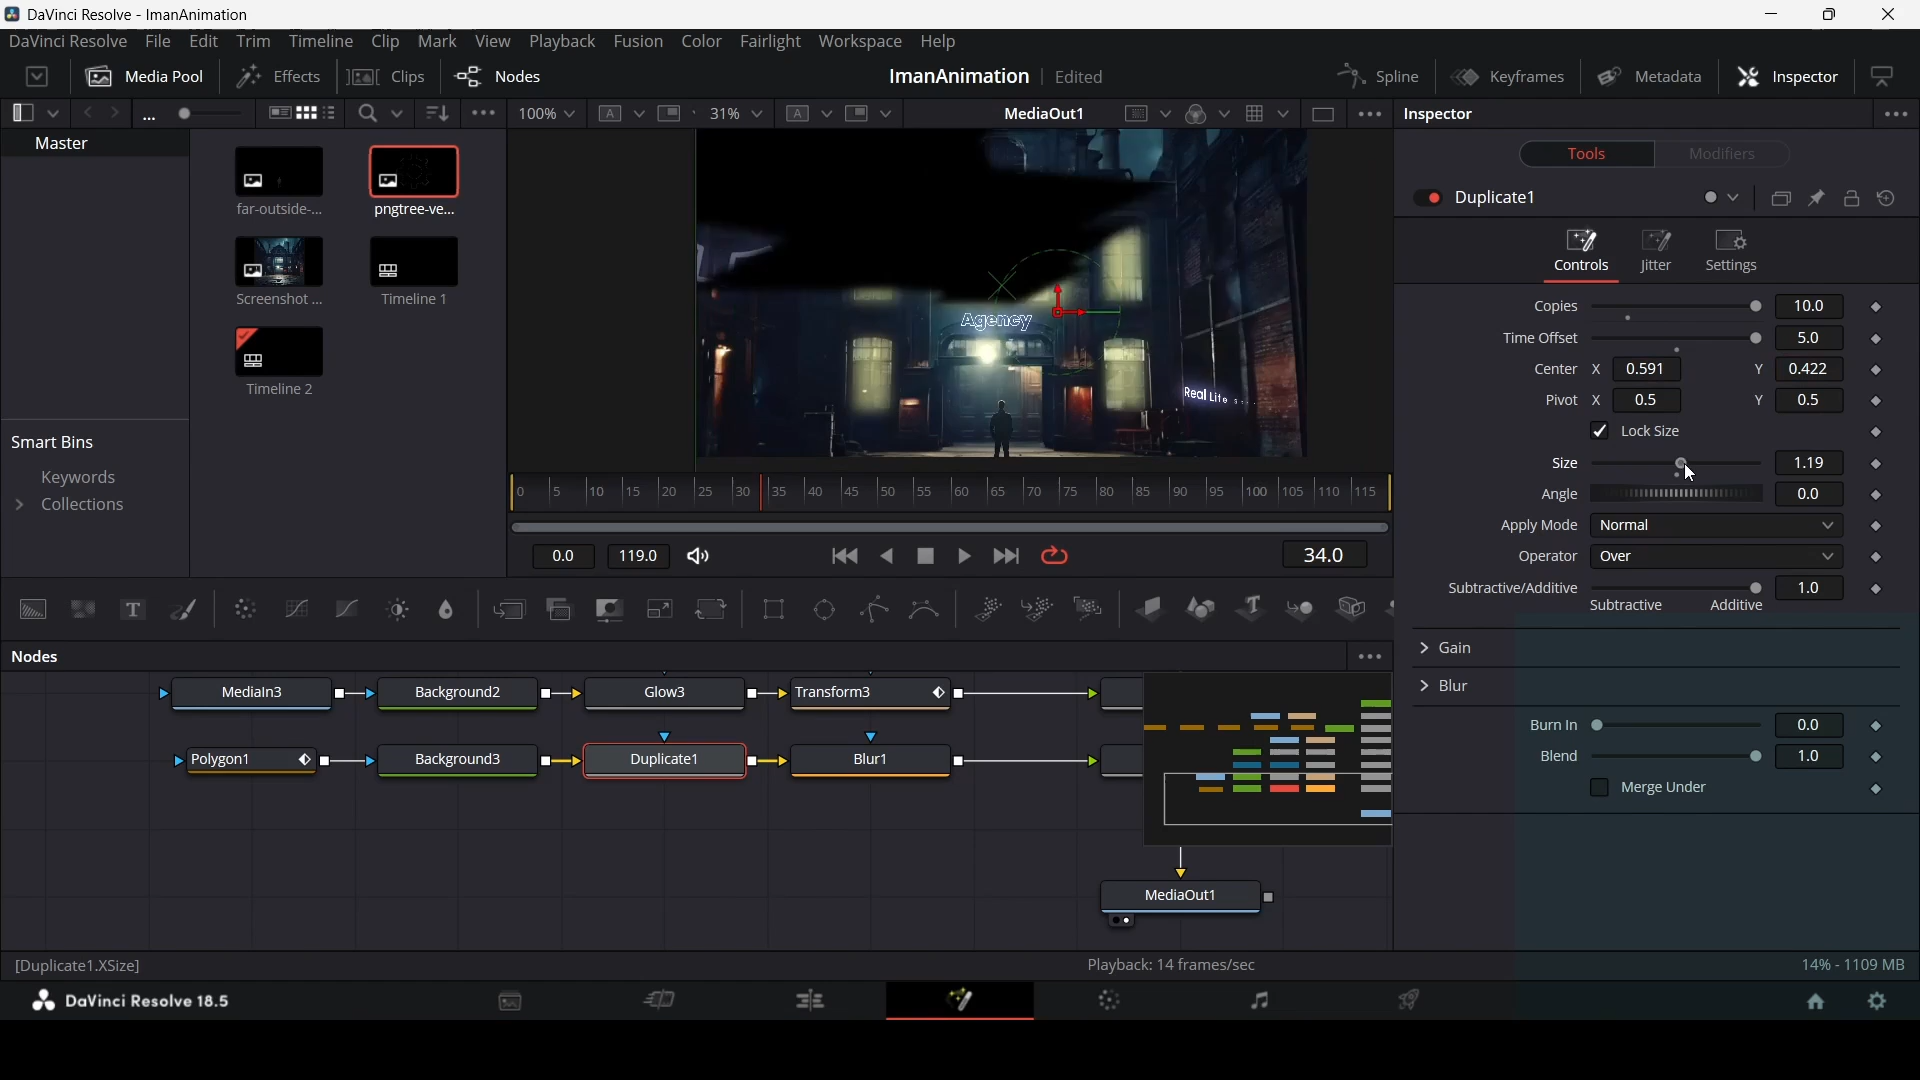 DaVinci Resolve - ImanAnimation
DaVinci Resolve File Edit Trim Timeline Clip Mark View Playback Fusion Color Fairlight Workspace Help
Media Pool Effects Clips Nodes ImanAnimation Edited Spline Keyframes Metadata Inspector
... 100% A 31% A MediaOut1 Inspector
Master
far-outside-... pngtree-ve...
Screenshot ... Timeline 1
Timeline 2
Smart Bins
Keywords
Collections
Agency
Real Life
0 5 10 15 20 25 30 35 40 45 50 55 60 65 70 75 80 85 90 95 100 105 110 115
0.0 119.0 34.0
Tools Modifiers
Duplicate1
Controls Jitter Settings
Copies 10.0
Time Offset 5.0
Center X 0.591 Y 0.422
Pivot X 0.5 Y 0.5
Lock Size
Size 1.19
Angle 0.0
Apply Mode Normal
Operator Over
Subtractive/Additive 1.0
Subtractive Additive
Gain
Blur
Burn In 0.0
Blend 1.0
Merge Under
Nodes
MediaIn3 Background2 Glow3 Transform3
Polygon1 Background3 Duplicate1 Blur1
MediaOut1
[Duplicate1.XSize] Playback: 14 frames/sec 14% - 1109 MB
DaVinci Resolve 18.5